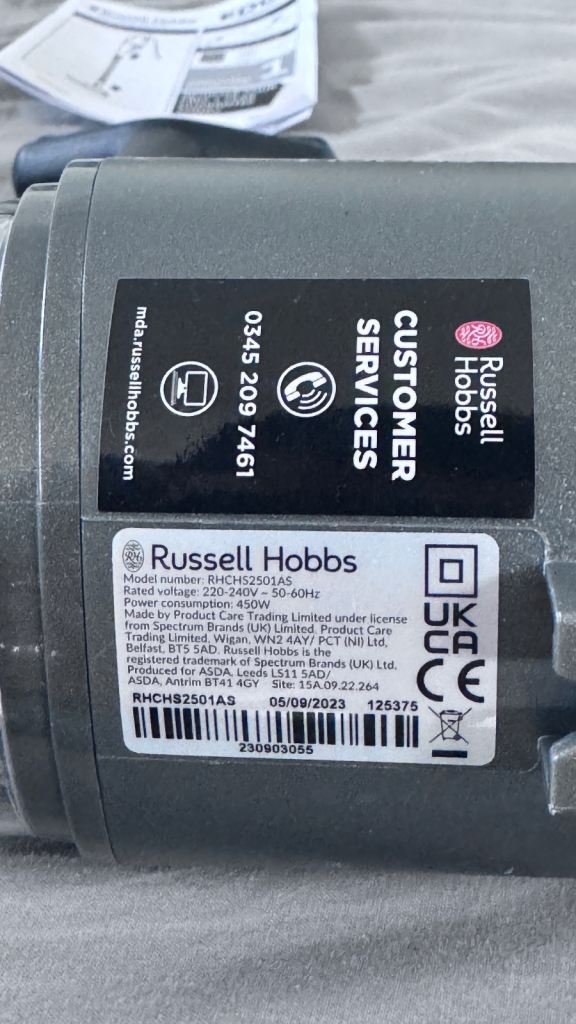 Russell
Hobbs
CUSTOMER
SERVICES
0345 209 7461
mda.russellhobbs.com
Russell Hobbs
Model number: RHCHS2501AS
Rated voltage: 220-240V ~ 50-60Hz
Power consumption: 450W
Made by Product Care Trading Limited under license
from Spectrum Brands (UK) Limited. Product Care
Trading Limited, Wigan, WN2 4AY/ PCT (NI) Ltd,
Belfast, BT5 5AD. Russell Hobbs is the
registered trademark of Spectrum Brands (UK) Ltd.
Produced for ASDA, Leeds LS11 5AD/
ASDA, Antrim BT41 4GY Site: 15A.09.22.264
RHCHS2501AS 05/09/2023 125375
230903055
UK
CA
CE